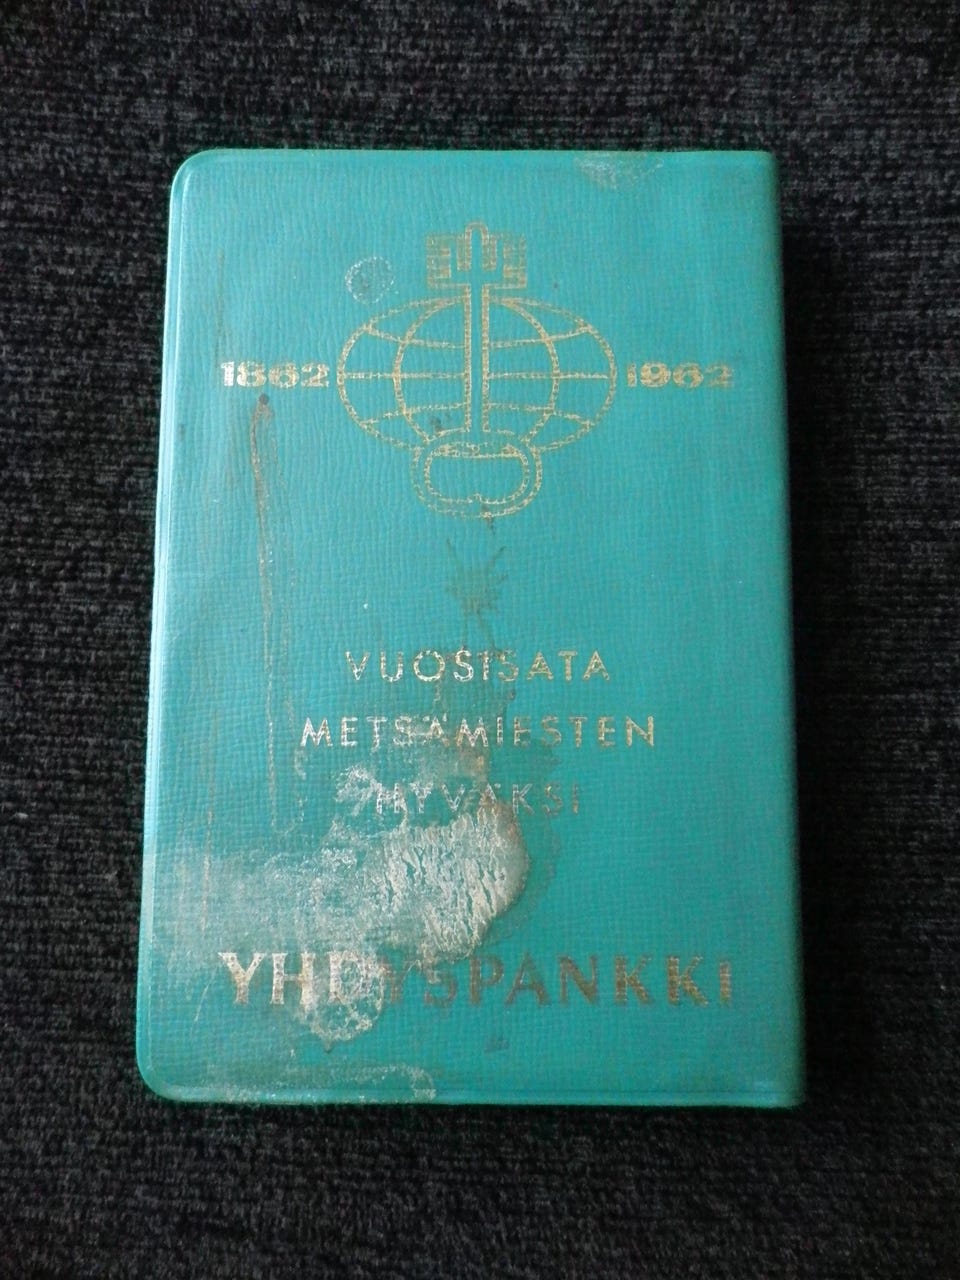 1862 1962
VUOSISATA
METSÄMIESTEN
HYVÄKSI
YHDYSPANKKI